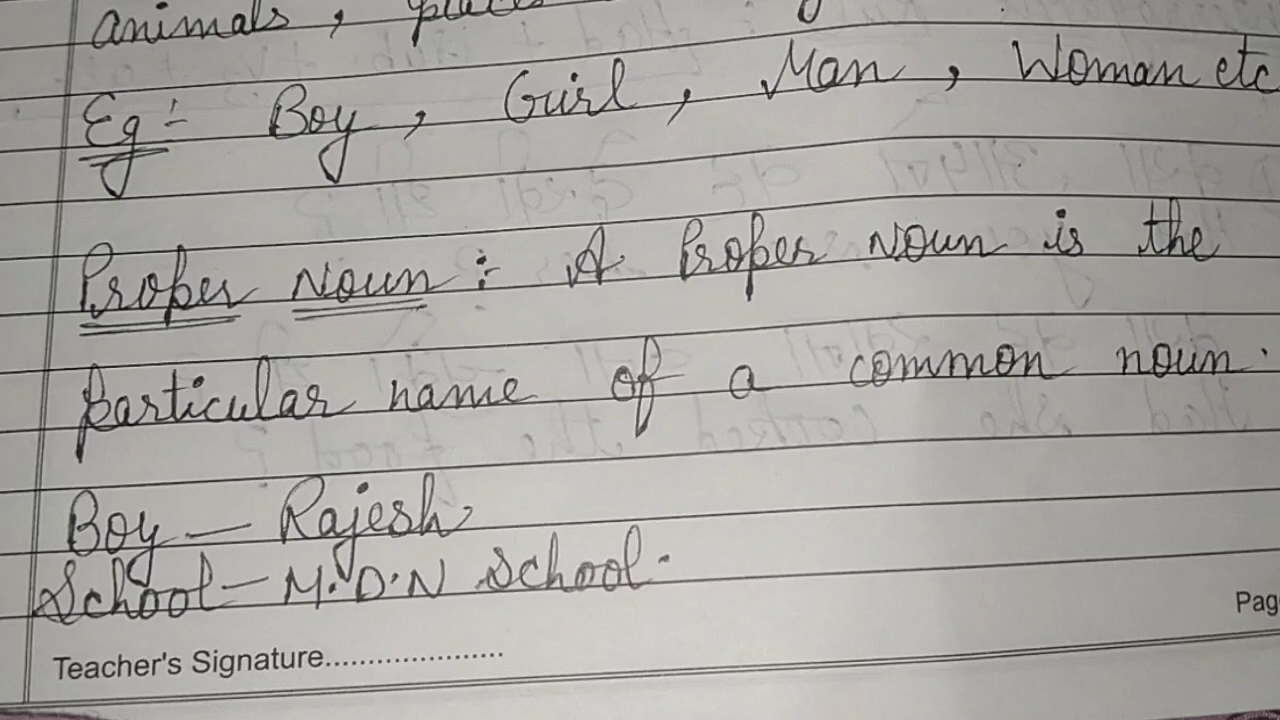 animals ,
Eg :- Boy , Girl , Man , Woman etc
Proper Noun :- A Proper Noun is the
particular name of a common noun.
Boy – Rajesh,
School – M.D.N School.
Pag
Teacher's Signature......................